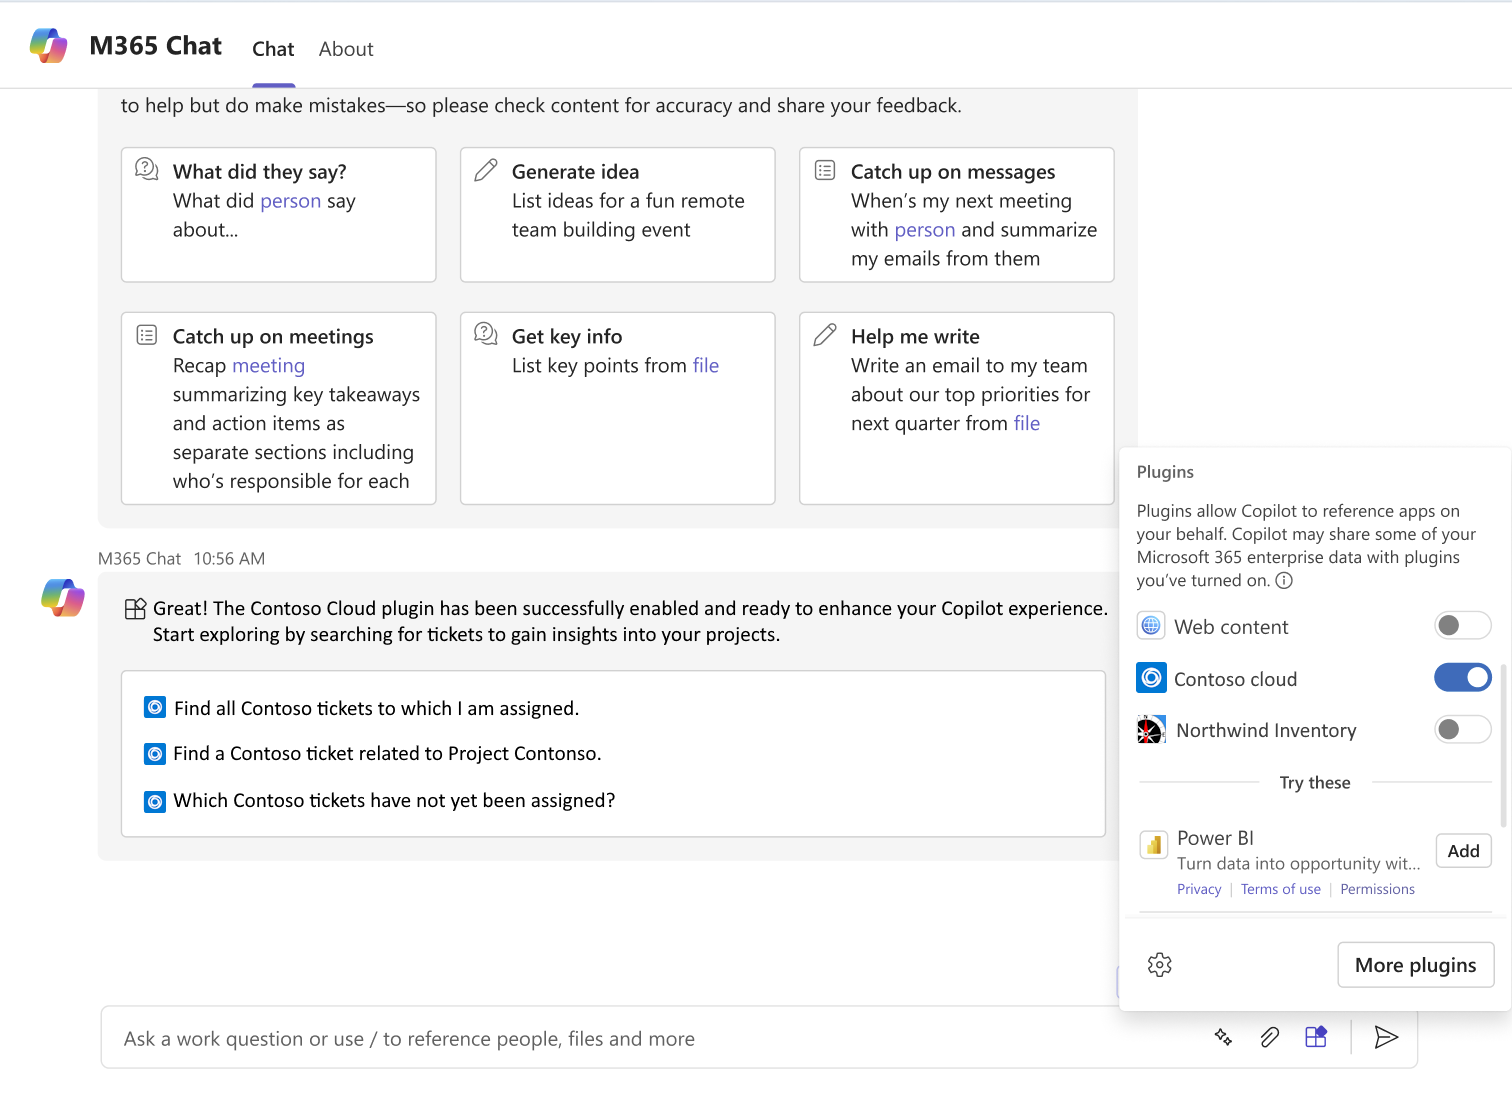 M365 Chat
Chat
About
to help but do make mistakes—so please check content for accuracy and share your feedback.
What did they say?
What did person say
about...
Generate idea
List ideas for a fun remote
team building event
Catch up on messages
When’s my next meeting
with person and summarize
my emails from them
Catch up on meetings
Recap meeting
summarizing key takeaways
and action items as
separate sections including
who’s responsible for each
Get key info
List key points from file
Help me write
Write an email to my team
about our top priorities for
next quarter from file
M365 Chat 10:56 AM
Great! The Contoso Cloud plugin has been successfully enabled and ready to enhance your Copilot experience.
Start exploring by searching for tickets to gain insights into your projects.
Find all Contoso tickets to which I am assigned.
Find a Contoso ticket related to Project Contonso.
Which Contoso tickets have not yet been assigned?
Plugins
Plugins allow Copilot to reference apps on
your behalf. Copilot may share some of your
Microsoft 365 enterprise data with plugins
you’ve turned on.
Web content
Contoso cloud
Northwind Inventory
Try these
Power BI
Turn data into opportunity wit...
Add
Privacy | Terms of use | Permissions
More plugins
Ask a work question or use / to reference people, files and more